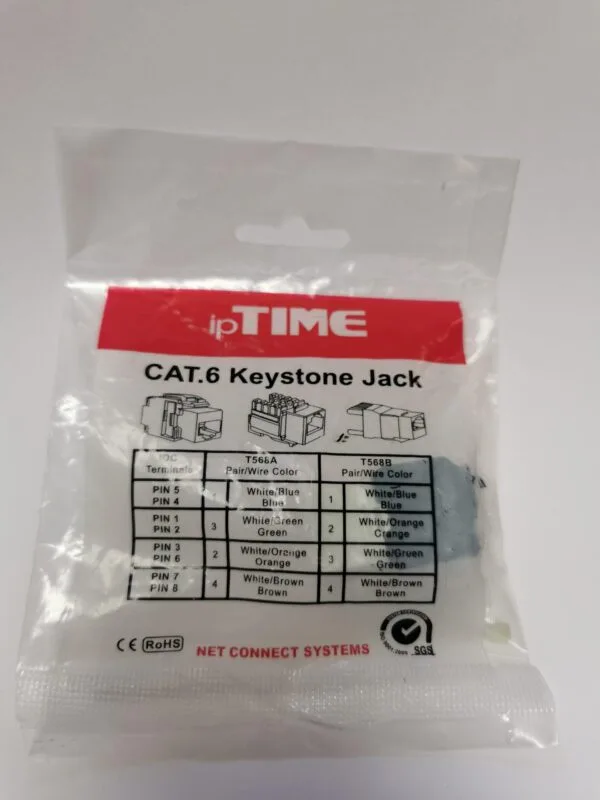 ipTIME
CAT.6 Keystone Jack
IDC Terminals T568A Pair/Wire Color T568B Pair/Wire Color
PIN 5 White/Blue 1 White/Blue
PIN 4 Blue Blue
PIN 1 3 White/Green 2 White/Orange
PIN 2 Green Orange
PIN 3 2 White/Orange 3 White/Green
PIN 6 Orange Green
PIN 7 4 White/Brown 4 White/Brown
PIN 8 Brown Brown
CE RoHS NET CONNECT SYSTEMS SGS